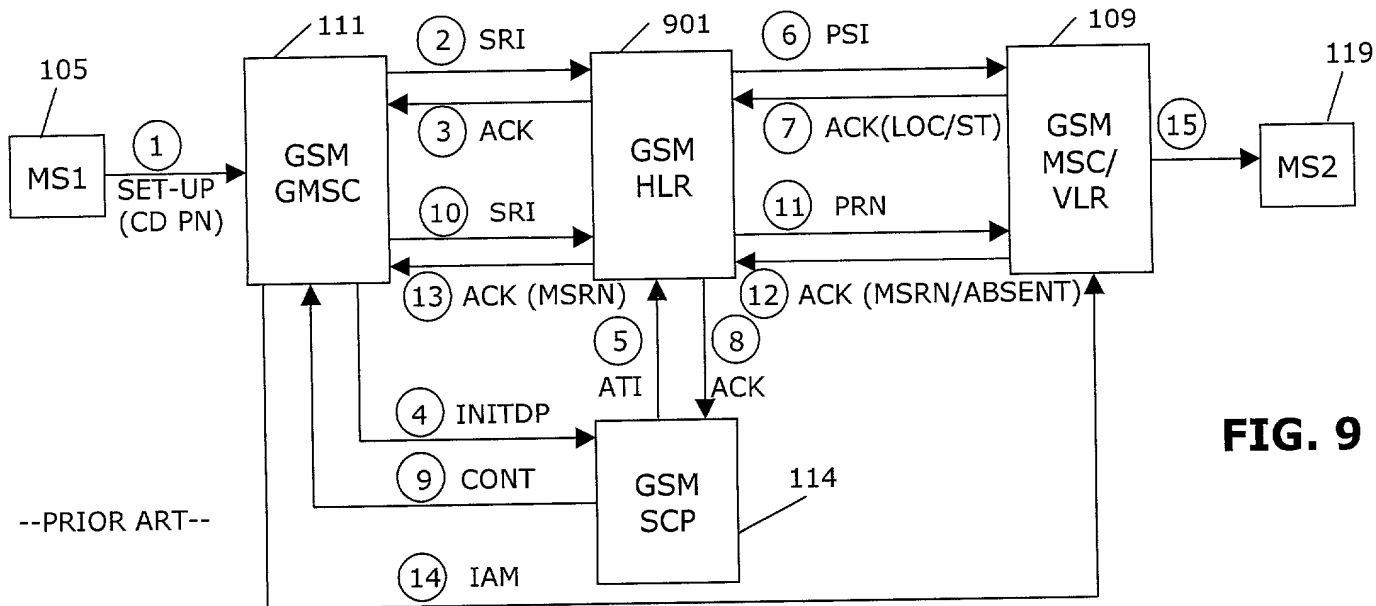 111
2 SRI
901
6 PSI
109
119
105
3 ACK
7 ACK(LOC/ST)
15
MS1
1
SET-UP
(CD PN)
GSM
GMSC
GSM
HLR
GSM
MSC/
VLR
MS2
10 SRI
11 PRN
13 ACK (MSRN)
12 ACK (MSRN/ABSENT)
5
ATI
8
ACK
4 INITDP
9 CONT
GSM
SCP
114
FIG. 9
--PRIOR ART--
14 IAM